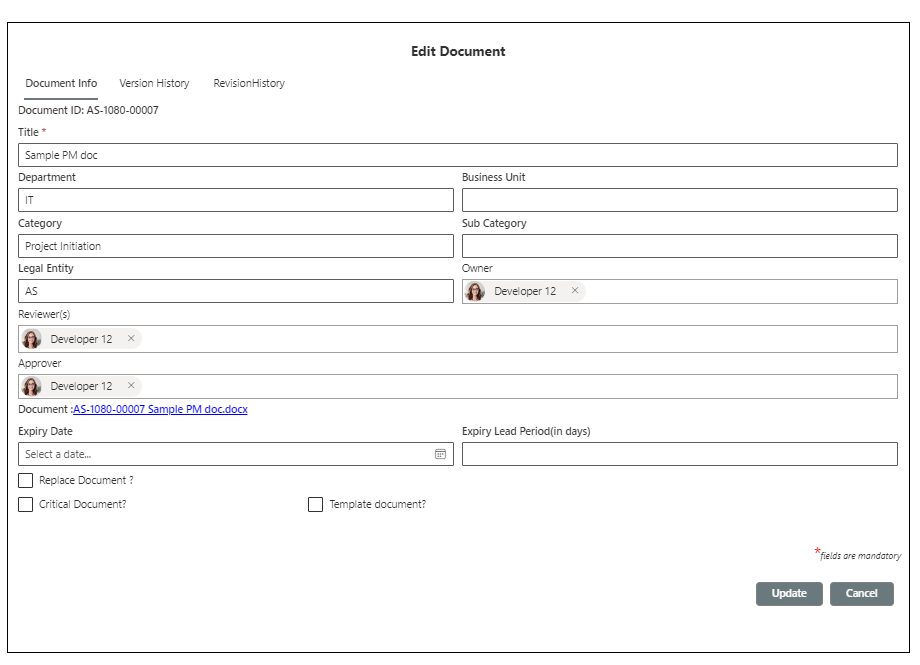 Edit Document
Document Info Version History RevisionHistory
Document ID: AS-1080-00007
Title *
Sample PM doc
Department Business Unit
IT
Category Sub Category
Project Initiation
Legal Entity Owner
AS Developer 12
Reviewer(s)
Developer 12
Approver
Developer 12
Document :AS-1080-00007 Sample PM doc.docx
Expiry Date Expiry Lead Period(in days)
Select a date...
Replace Document ?
Critical Document? Template document?
*fields are mandatory
Update Cancel